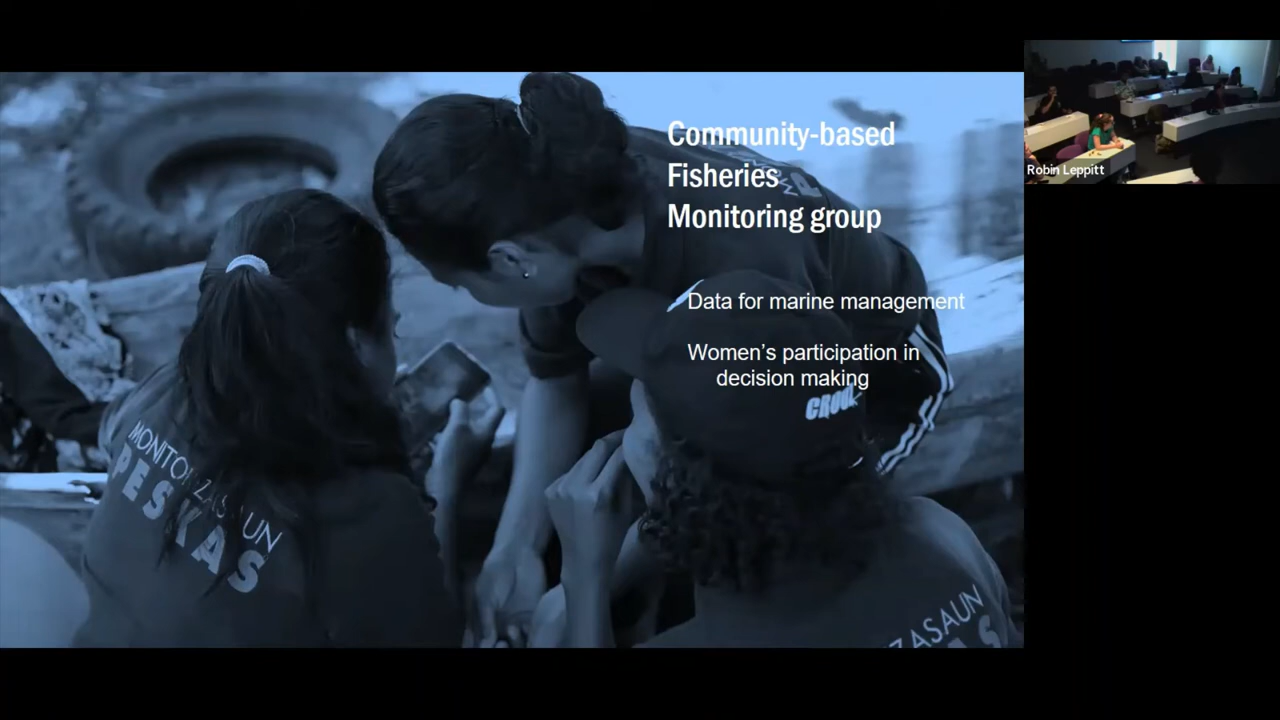 Community-based
Fisheries
Monitoring group
Data for marine management
Women's participation in
decision making
CROOZ
MONITORIZASAUN
PESKAS
ZASAUN
Robin Leppitt